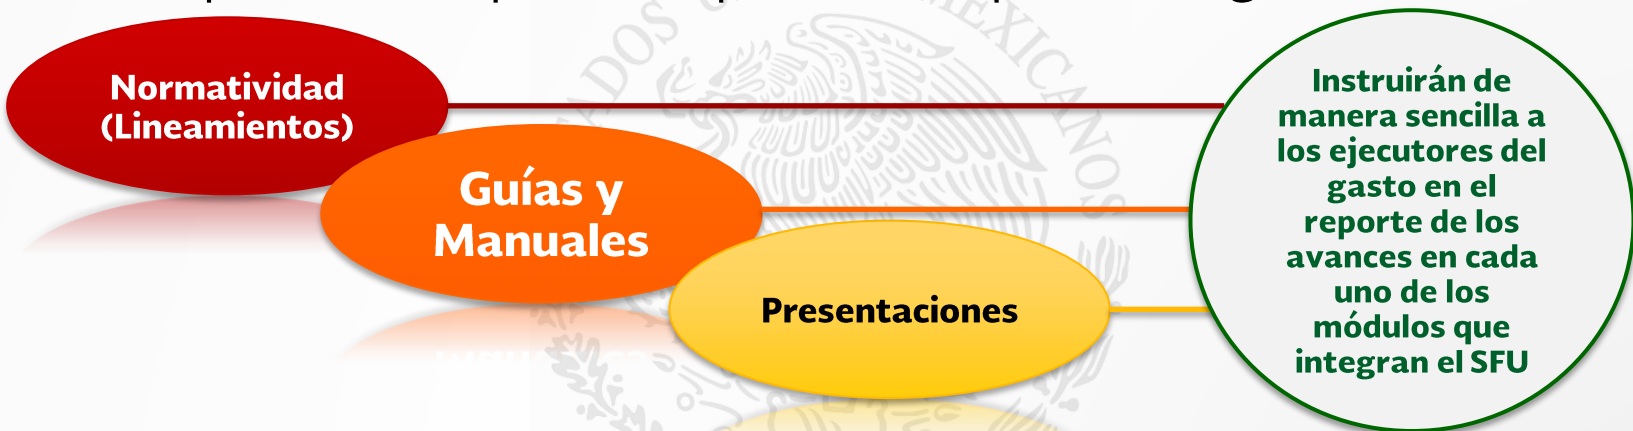 Normatividad
(Lineamientos)
Guías y
Manuales
Presentaciones
Instruirán de
manera sencilla a
los ejecutores del
gasto en el
reporte de los
avances en cada
uno de los
módulos que
integran el SFU